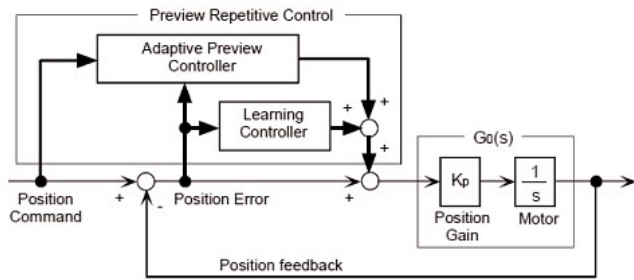 Preview Repetitive Control
Adaptive Preview
Controller
Learning
Controller
+
+
+
G0(s)
Kp
1
s
Position
Command
+
-
Position Error
+
Position
Gain
Motor
Position feedback